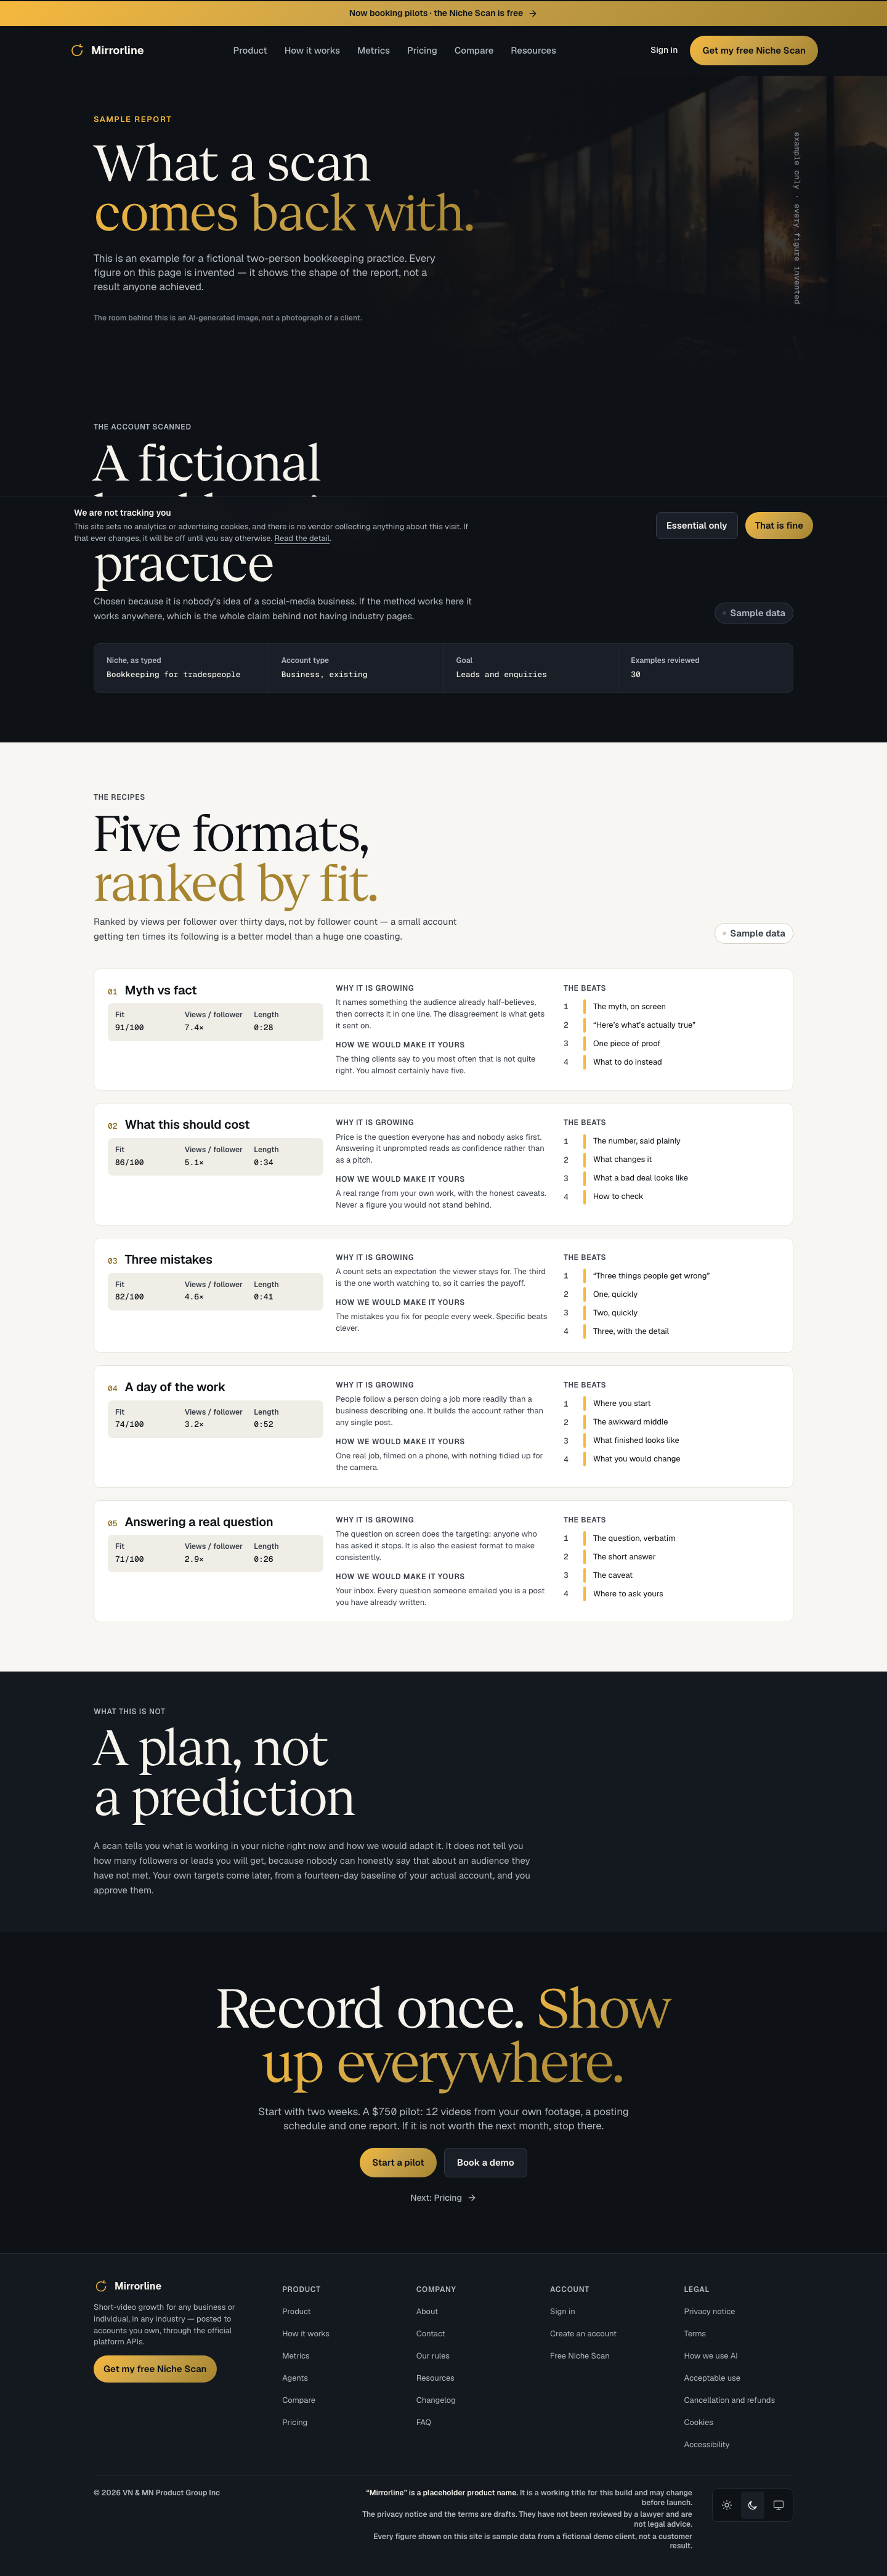 Now booking pilots · the Niche Scan is free →
Mirrorline
Product How it works Metrics Pricing Compare Resources
Sign in
Get my free Niche Scan
SAMPLE REPORT
What a scan
comes back with.
This is an example for a fictional two-person bookkeeping practice. Every
figure on this page is invented — it shows the shape of the report, not a
result anyone achieved.
The room behind this is an AI-generated image, not a photograph of a client.
example only · every figure invented
THE ACCOUNT SCANNED
A fictional
We are not tracking you
This site sets no analytics or advertising cookies, and there is no vendor collecting anything about this visit. If
that ever changes, it will be off until you say otherwise. Read the detail.
Essential only
That is fine
practice
Chosen because it is nobody's idea of a social-media business. If the method works here it
works anywhere, which is the whole claim behind not having industry pages.
Sample data
Niche, as typed
Bookkeeping for tradespeople
Account type
Business, existing
Goal
Leads and enquiries
Examples reviewed
30
THE RECIPES
Five formats,
ranked by fit.
Ranked by views per follower over thirty days, not by follower count — a small account
getting ten times its following is a better model than a huge one coasting.
Sample data
01 Myth vs fact
Fit Views / follower Length
91/100 7.4× 0:28
WHY IT IS GROWING
It names something the audience already half-believes,
then corrects it in one line. The disagreement is what gets
it sent on.
HOW WE WOULD MAKE IT YOURS
The thing clients say to you most often that is not quite
right. You almost certainly have five.
THE BEATS
1 The myth, on screen
2 “Here's what's actually true”
3 One piece of proof
4 What to do instead
02 What this should cost
Fit Views / follower Length
86/100 5.1× 0:34
WHY IT IS GROWING
Price is the question everyone has and nobody asks first.
Answering it unprompted reads as confidence rather than
as a pitch.
HOW WE WOULD MAKE IT YOURS
A real range from your own work, with the honest caveats.
Never a figure you would not stand behind.
THE BEATS
1 The number, said plainly
2 What changes it
3 What a bad deal looks like
4 How to check
03 Three mistakes
Fit Views / follower Length
82/100 4.6× 0:41
WHY IT IS GROWING
A count sets an expectation the viewer stays for. The third
is the one worth watching to, so it carries the payoff.
HOW WE WOULD MAKE IT YOURS
The mistakes you fix for people every week. Specific beats
clever.
THE BEATS
1 “Three things people get wrong”
2 One, quickly
3 Two, quickly
4 Three, with the detail
04 A day of the work
Fit Views / follower Length
74/100 3.2× 0:52
WHY IT IS GROWING
People follow a person doing a job more readily than a
business describing one. It builds the account rather than
any single post.
HOW WE WOULD MAKE IT YOURS
One real job, filmed on a phone, with nothing tidied up for
the camera.
THE BEATS
1 Where you start
2 The awkward middle
3 What finished looks like
4 What you would change
05 Answering a real question
Fit Views / follower Length
71/100 2.9× 0:26
WHY IT IS GROWING
The question on screen does the targeting: anyone who
has asked it stops. It is also the easiest format to make
consistently.
HOW WE WOULD MAKE IT YOURS
Your inbox. Every question someone emailed you is a post
you have already written.
THE BEATS
1 The question, verbatim
2 The short answer
3 The caveat
4 Where to ask yours
WHAT THIS IS NOT
A plan, not
a prediction
A scan tells you what is working in your niche right now and how we would adapt it. It does not tell you
how many followers or leads you will get, because nobody can honestly say that about an audience they
have not met. Your own targets come later, from a fourteen-day baseline of your actual account, and you
approve them.
Record once. Show
up everywhere.
Start with two weeks. A $750 pilot: 12 videos from your own footage, a posting
schedule and one report. If it is not worth the next month, stop there.
Start a pilot
Book a demo
Next: Pricing →
Mirrorline
Short-video growth for any business or
individual, in any industry — posted to
accounts you own, through the official
platform APIs.
Get my free Niche Scan
PRODUCT
Product
How it works
Metrics
Agents
Compare
Pricing
COMPANY
About
Contact
Our rules
Resources
Changelog
FAQ
ACCOUNT
Sign in
Create an account
Free Niche Scan
LEGAL
Privacy notice
Terms
How we use AI
Acceptable use
Cancellation and refunds
Cookies
Accessibility
© 2026 VN & MN Product Group Inc
“Mirrorline” is a placeholder product name. It is a working title for this build and may change
before launch.
The privacy notice and the terms are drafts. They have not been reviewed by a lawyer and are
not legal advice.
Every figure shown on this site is sample data from a fictional demo client, not a customer
result.